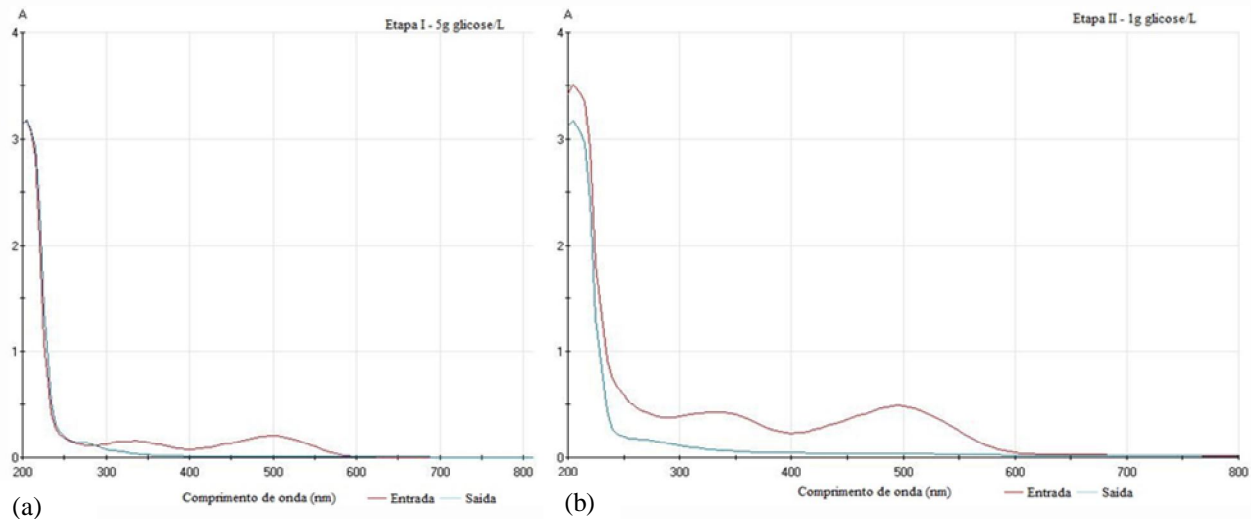 A
Etapa I - 5g glicose/L
4
3
2
1
0
200 300 400 500 600 700 800
Comprimento de onda (nm) Entrada Saida
(a)
A
Etapa II - 1g glicose/L
4
3
2
1
0
200 300 400 500 600 700 800
Comprimento de onda (nm) Entrada Saida
(b)